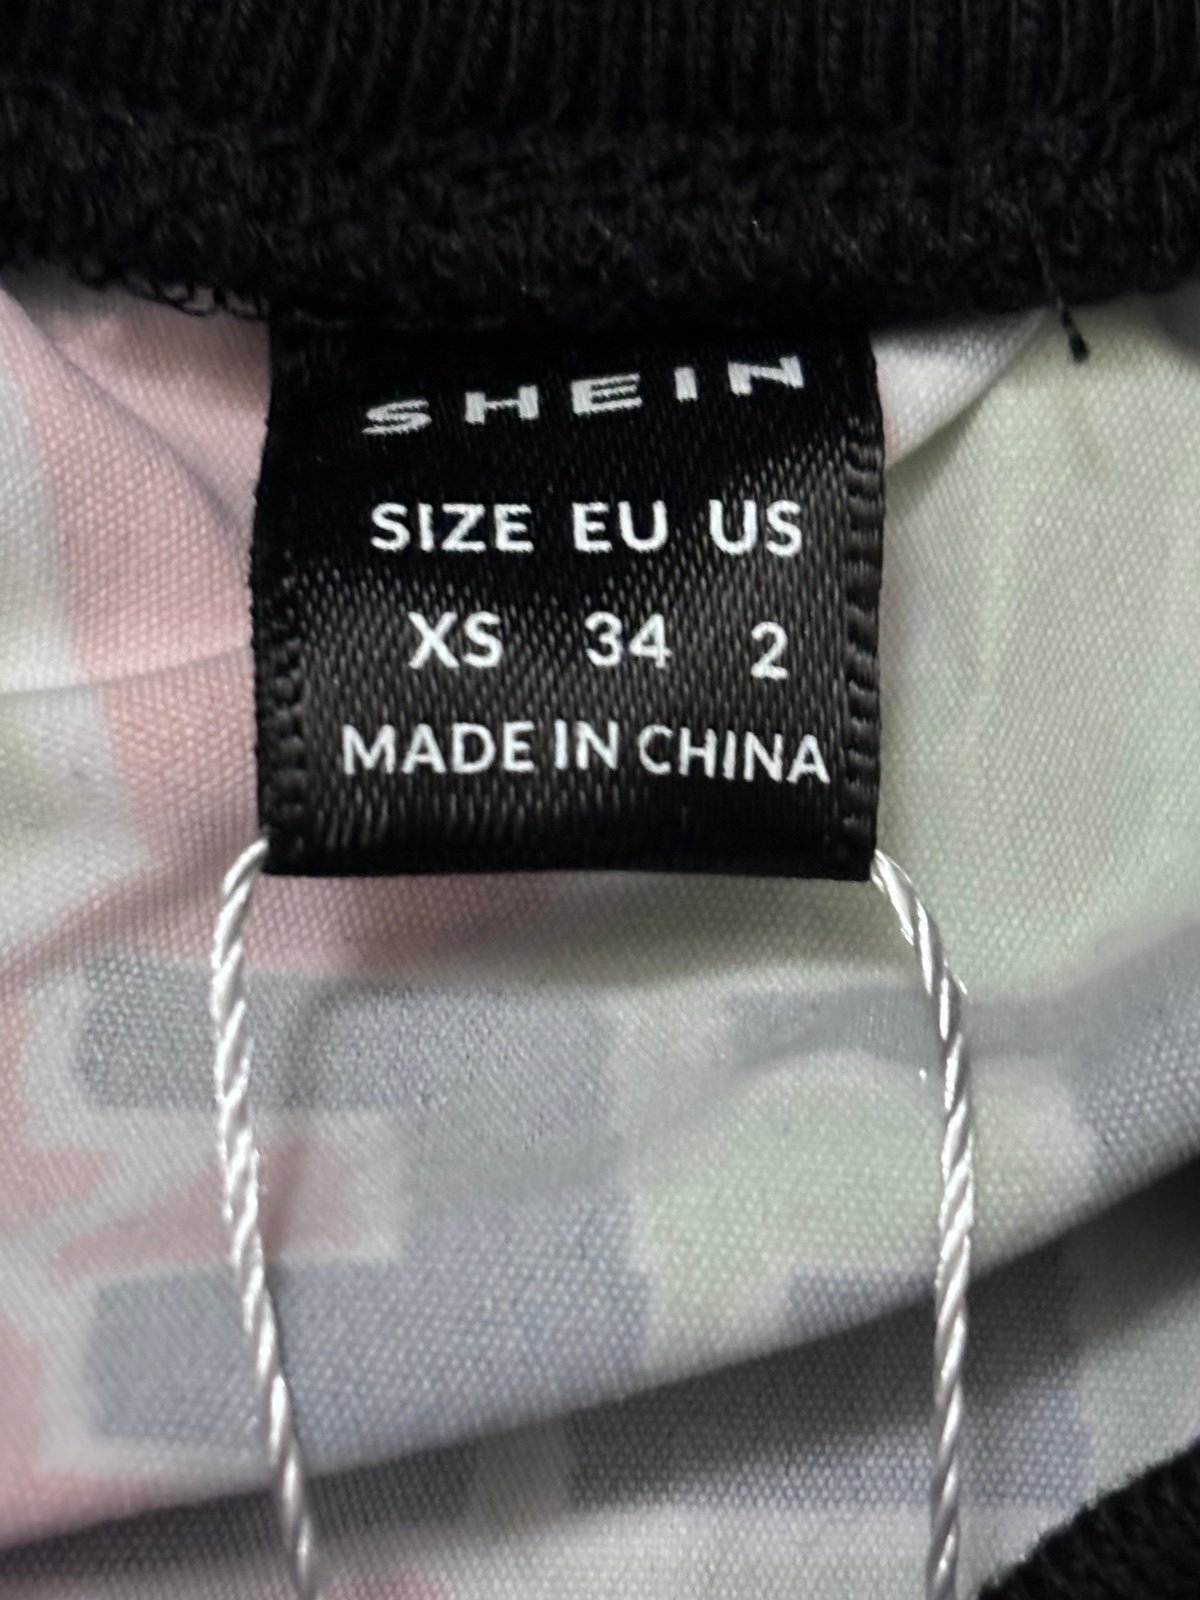 SHEIN
SIZE EU US
XS 34 2
MADE IN CHINA